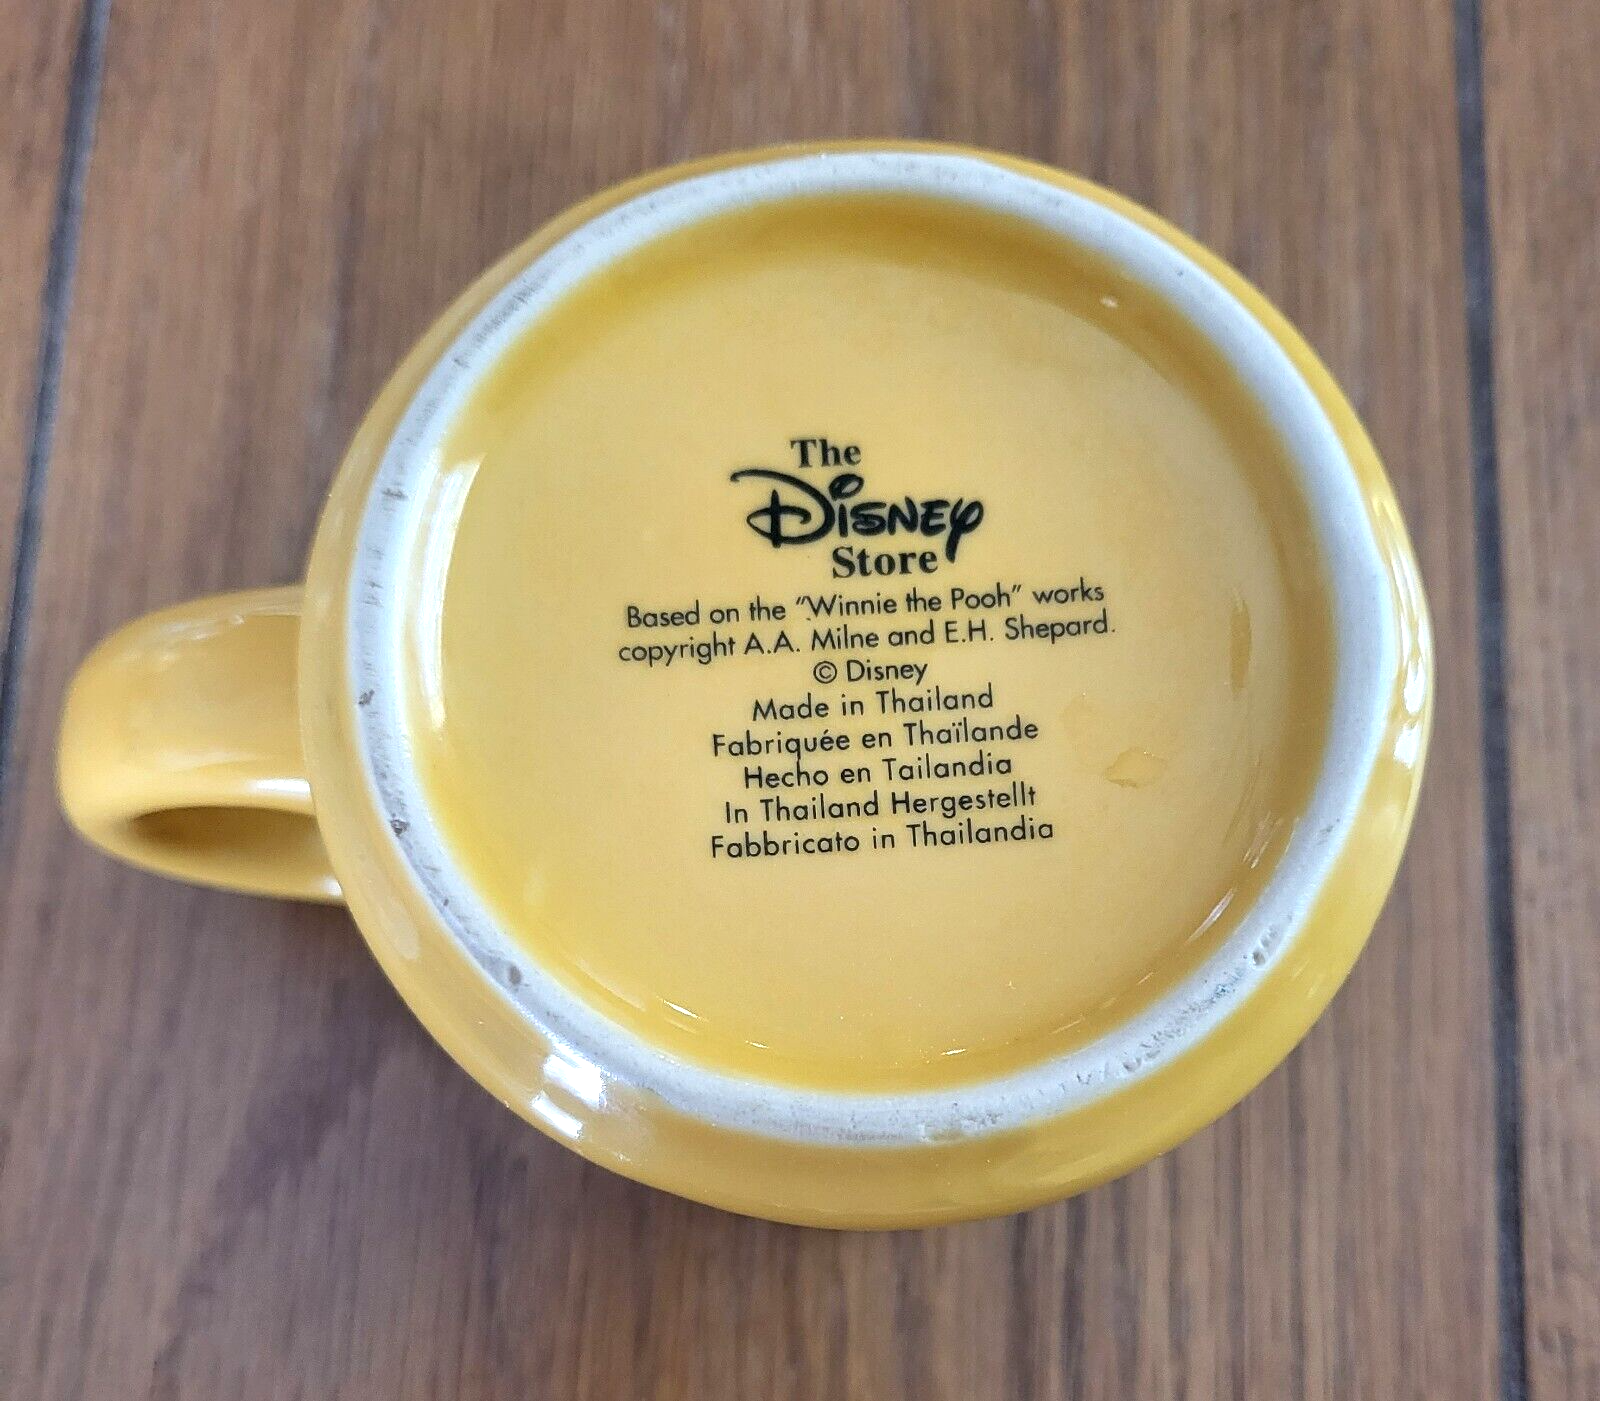 The
Disney
Store
Based on the "Winnie the Pooh" works
copyright A.A. Milne and E.H. Shepard.
© Disney
Made in Thailand
Fabriquée en Thaïlande
Hecho en Tailandia
In Thailand Hergestellt
Fabbricato in Thailandia